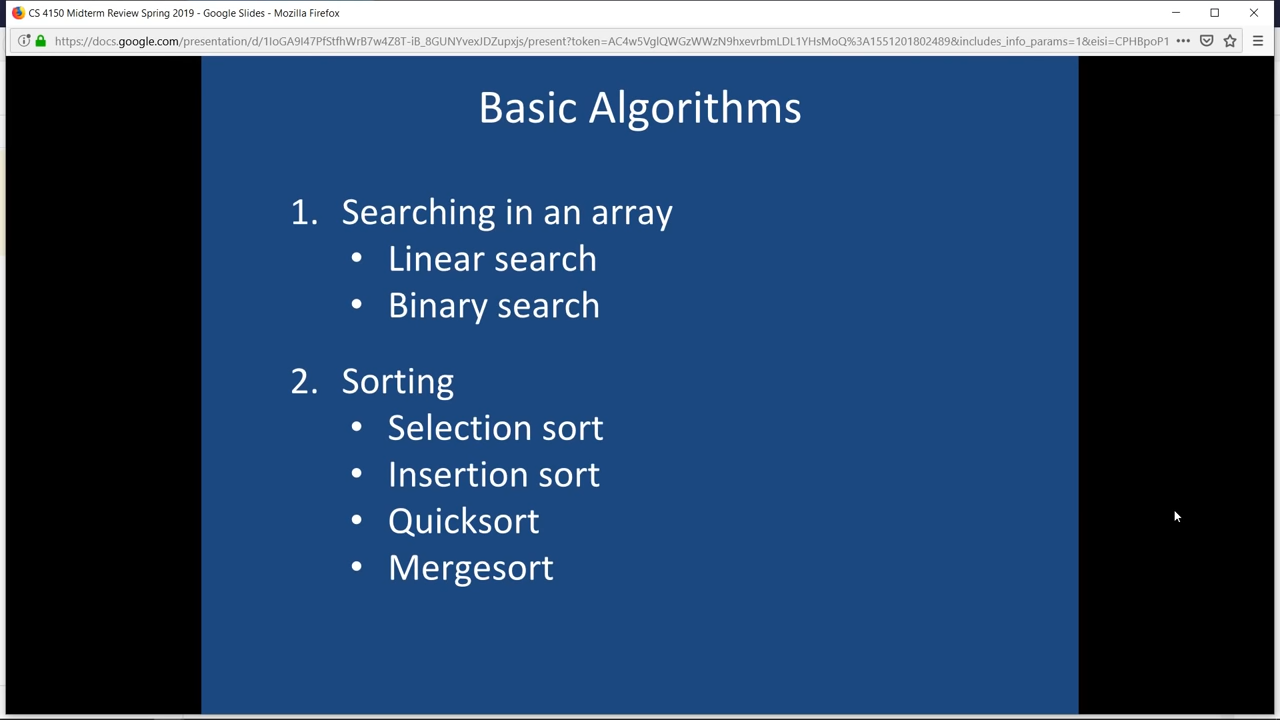 CS 4150 Midterm Review Spring 2019 - Google Slides - Mozilla Firefox
Basic Algorithms
1. Searching in an array
• Linear search
• Binary search
2. Sorting
• Selection sort
• Insertion sort
• Quicksort
• Mergesort